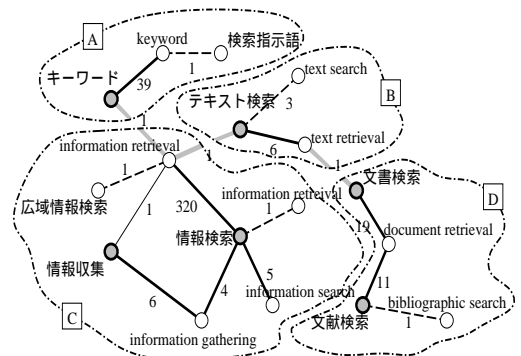 A
keyword
検索指示語
1
39
キーワード
text search
テキスト検索
3
B
6
text retrieval
1
information retrieval
1
1
1
広域情報検索
information retreival
1
文書検索
D
320
1
情報検索
19
document retrieval
情報収集
5
11
6
4
information search
bibliographic search
C
文献検索
1
information gathering